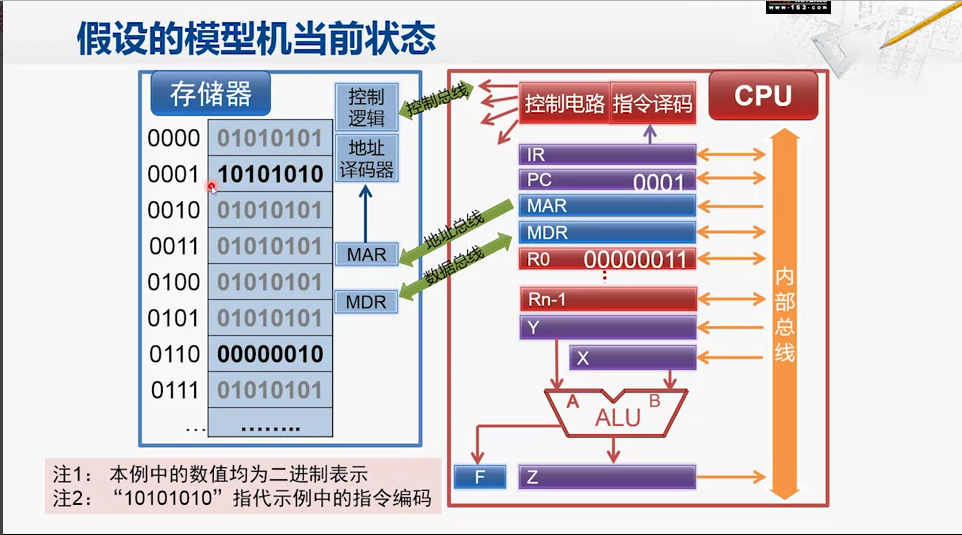 www.163.com
假设的模型机当前状态
存储器
控制
逻辑
控制总线
控制电路
指令译码
CPU
0000 01010101
地址
译码器
0001 10101010
0010 01010101
0011 01010101
0100 01010101
0101 01010101
0110 00000010
0111 01010101
… ……..
MAR
MDR
地址总线
数据总线
IR
PC 0001
MAR
MDR
R0 00000011
Rn-1
Y
X
A
B
ALU
F
Z
内部总线
注1： 本例中的数值均为二进制表示
注2： “10101010”指代示例中的指令编码